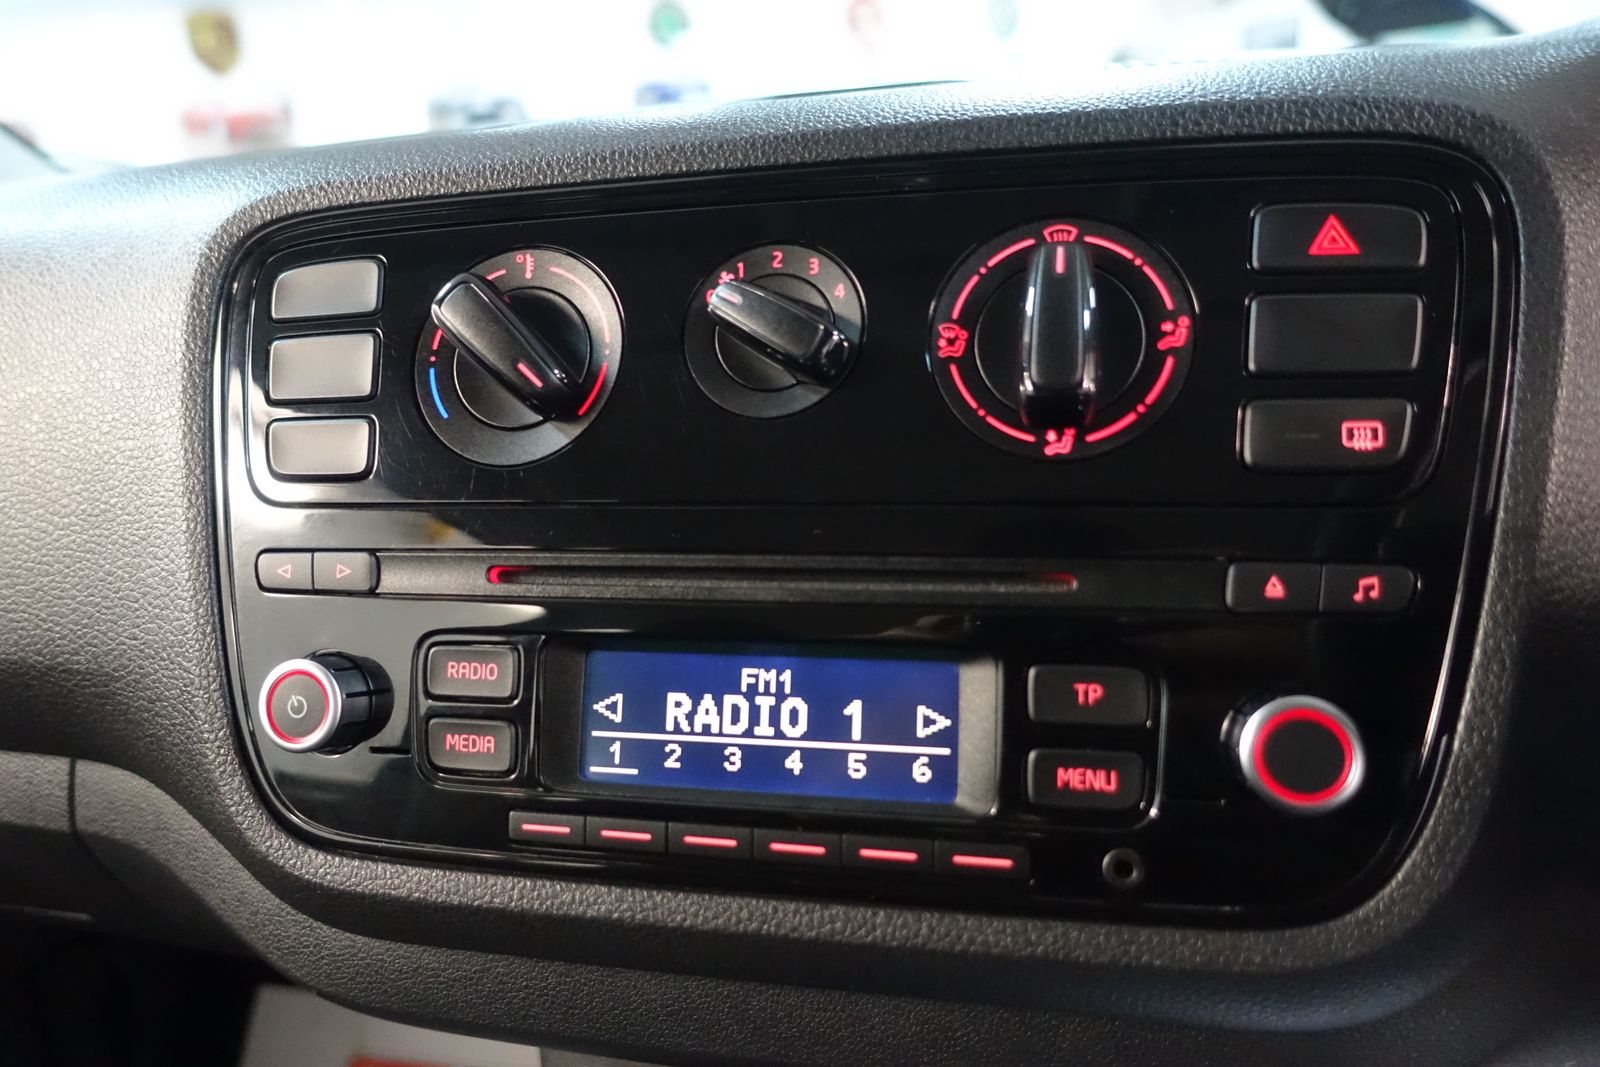 1 2 3 4
RADIO
MEDIA
FM1
RADIO 1
1 2 3 4 5 6
TP
MENU